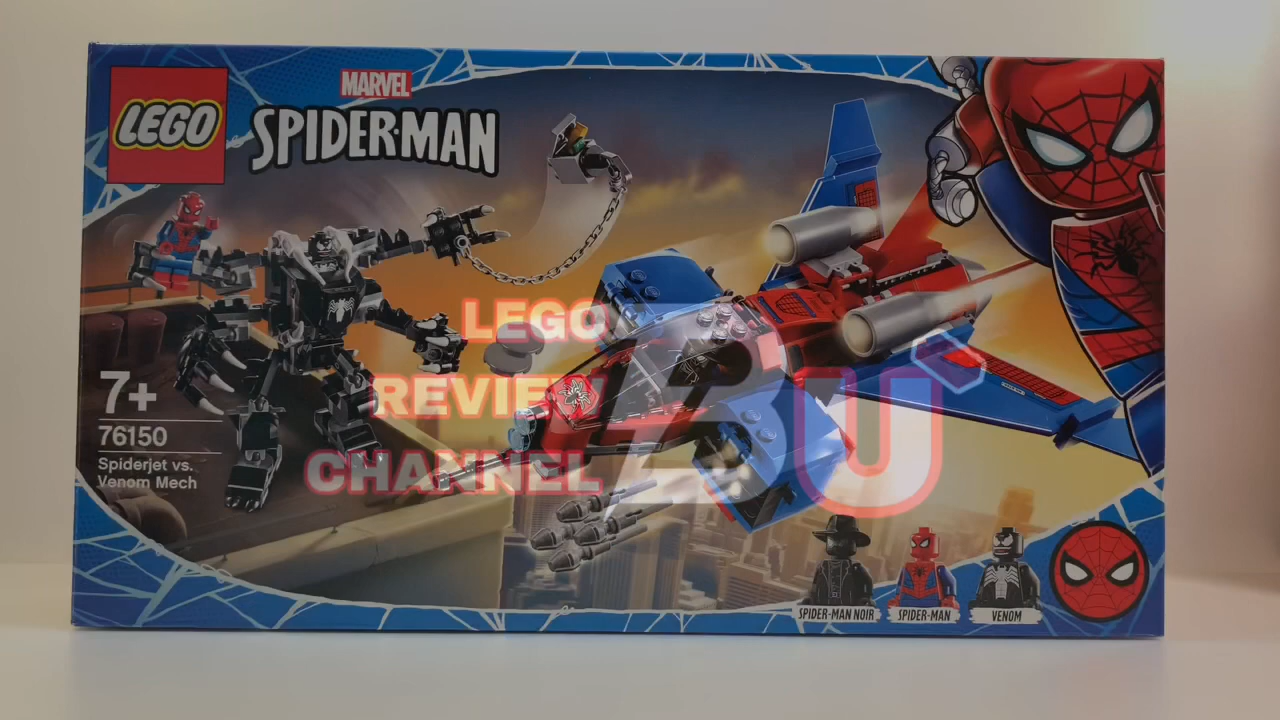 LEGO
MARVEL
SPIDER-MAN
7+
76150
Spiderjet vs.
Venom Mech
LEGO
REVIEW
CHANNEL
BU
SPIDER-MAN NOIR
SPIDER-MAN
VENOM